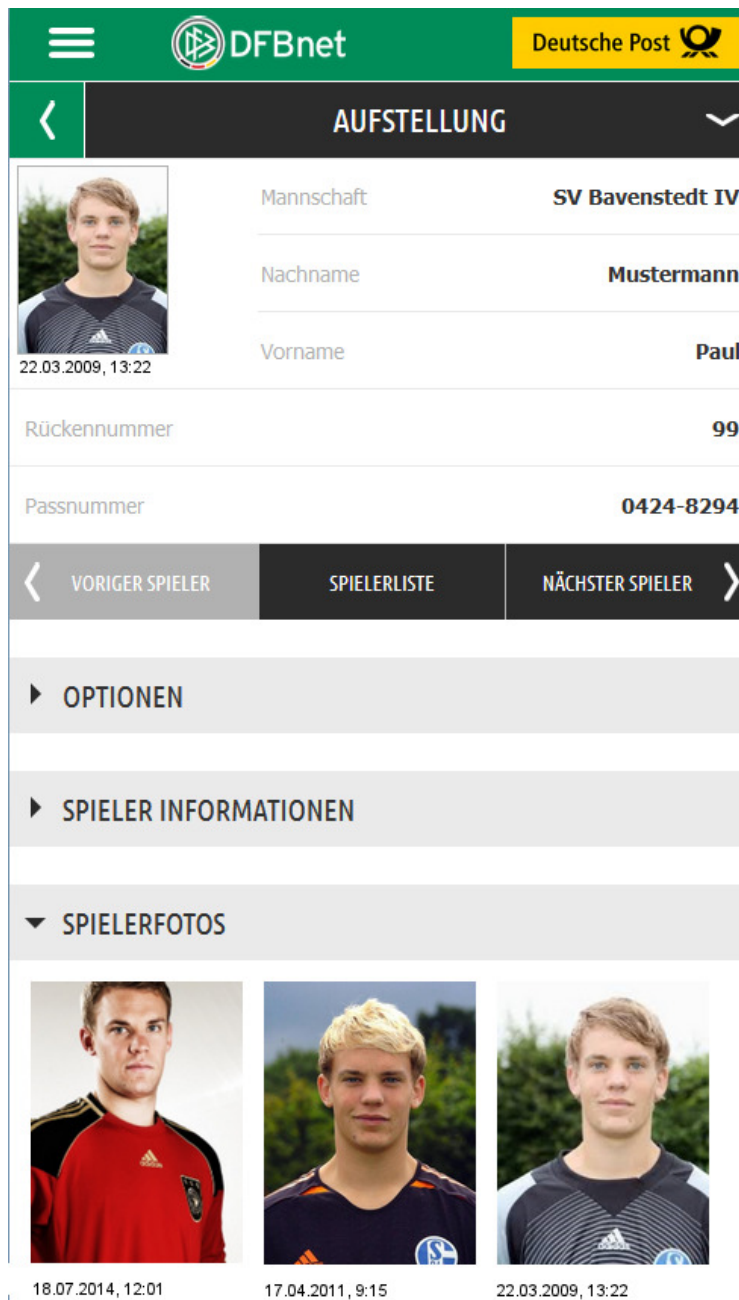 DFBnet
Deutsche Post
AUFSTELLUNG
Mannschaft SV Bavenstedt IV
Nachname Mustermann
Vorname Paul
22.03.2009, 13:22
Rückennummer 99
Passnummer 0424-8294
VORIGER SPIELER SPIELERLISTE NÄCHSTER SPIELER
OPTIONEN
SPIELER INFORMATIONEN
SPIELERFOTOS
18.07.2014, 12:01 17.04.2011, 9:15 22.03.2009, 13:22